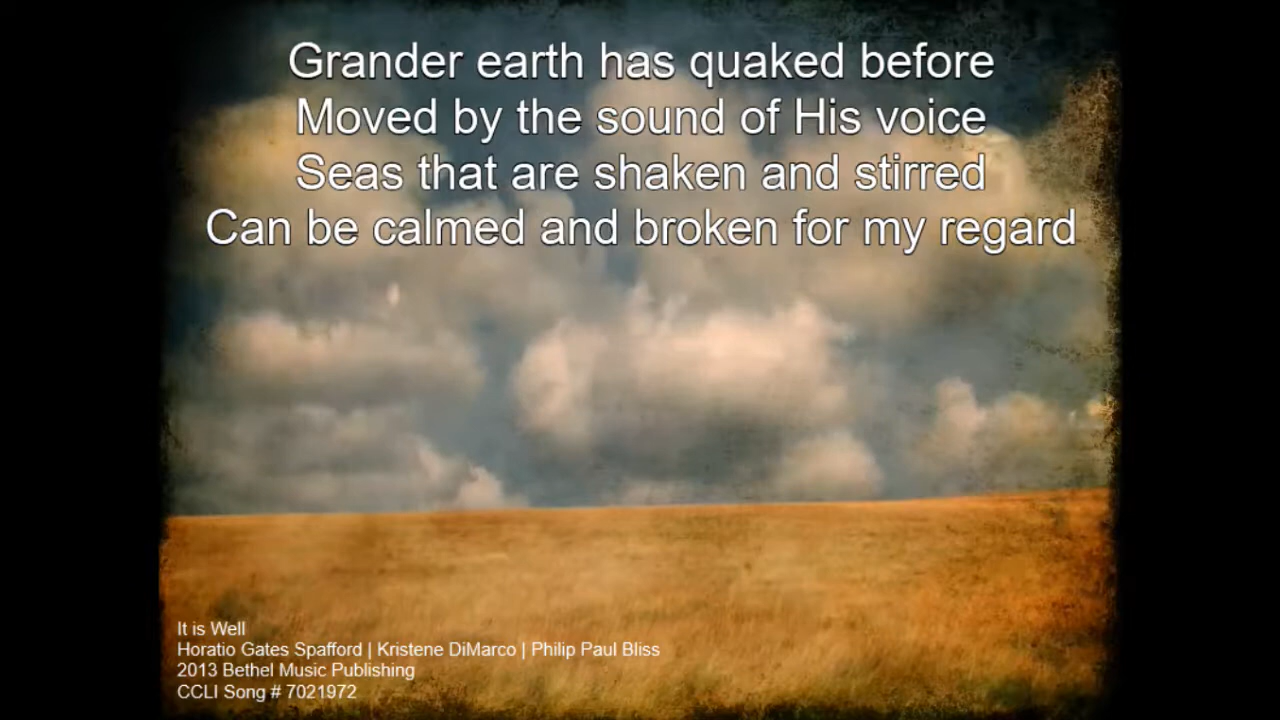 Grander earth has quaked before
Moved by the sound of His voice
Seas that are shaken and stirred
Can be calmed and broken for my regard
It is Well
Horatio Gates Spafford | Kristene DiMarco | Philip Paul Bliss
2013 Bethel Music Publishing
CCLI Song # 7021972